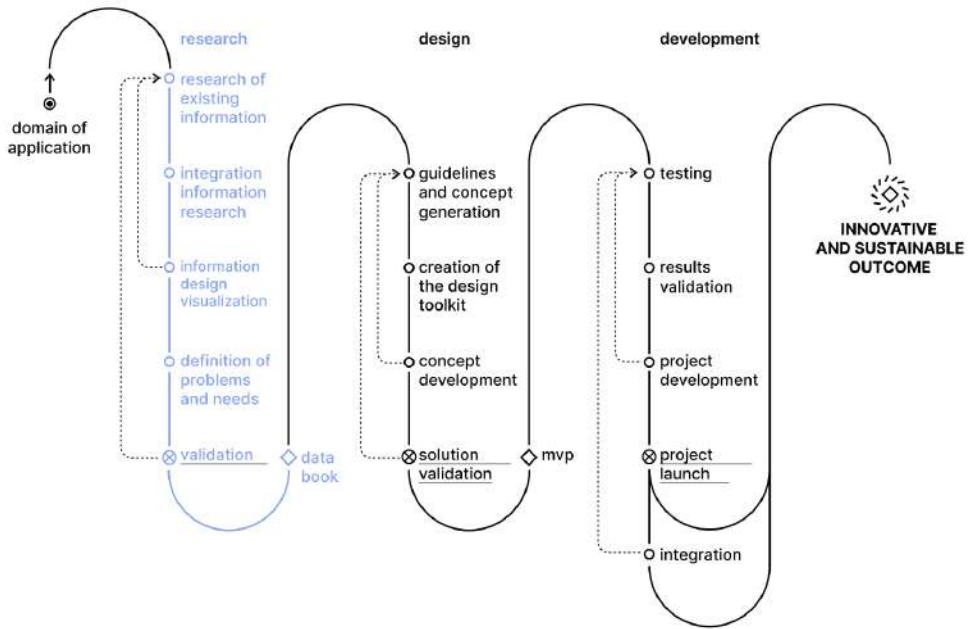 research
design
development
domain of
application
research of
existing
information
integration
information
research
information
design
visualization
definition of
problems
and needs
validation
data
book
guidelines
and concept
generation
creation of
the design
toolkit
concept
development
solution
validation
mvp
testing
results
validation
project
development
project
launch
integration
INNOVATIVE
AND SUSTAINABLE
OUTCOME